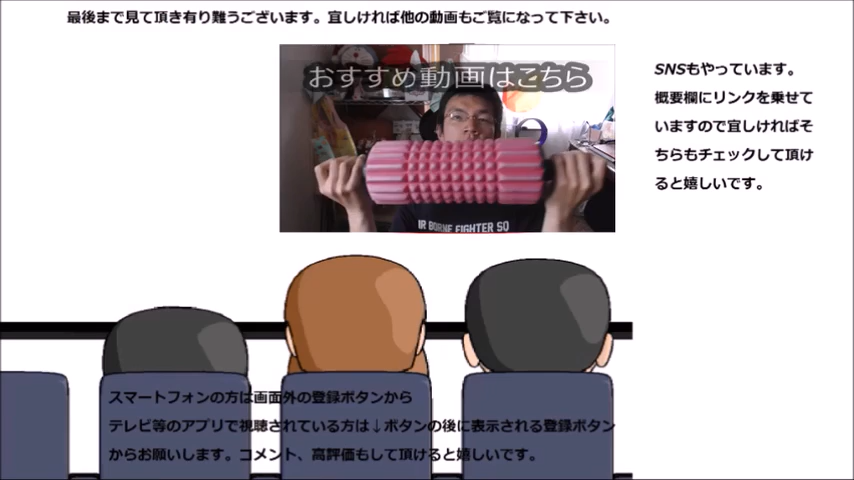 最後まで見て頂き有り難うございます。宜しければ他の動画もご覧になって下さい。
おすすめ動画はこちら
IR BORNE FIGHTER SQ
SNSもやっています。
概要欄にリンクを乗せて
いますので宜しければそ
ちらもチェックして頂け
ると嬉しいです。
スマートフォンの方は画面外の登録ボタンから
テレビ等のアプリで視聴されている方は↓ボタンの後に表示される登録ボタン
からお願いします。コメント、高評価もして頂けると嬉しいです。